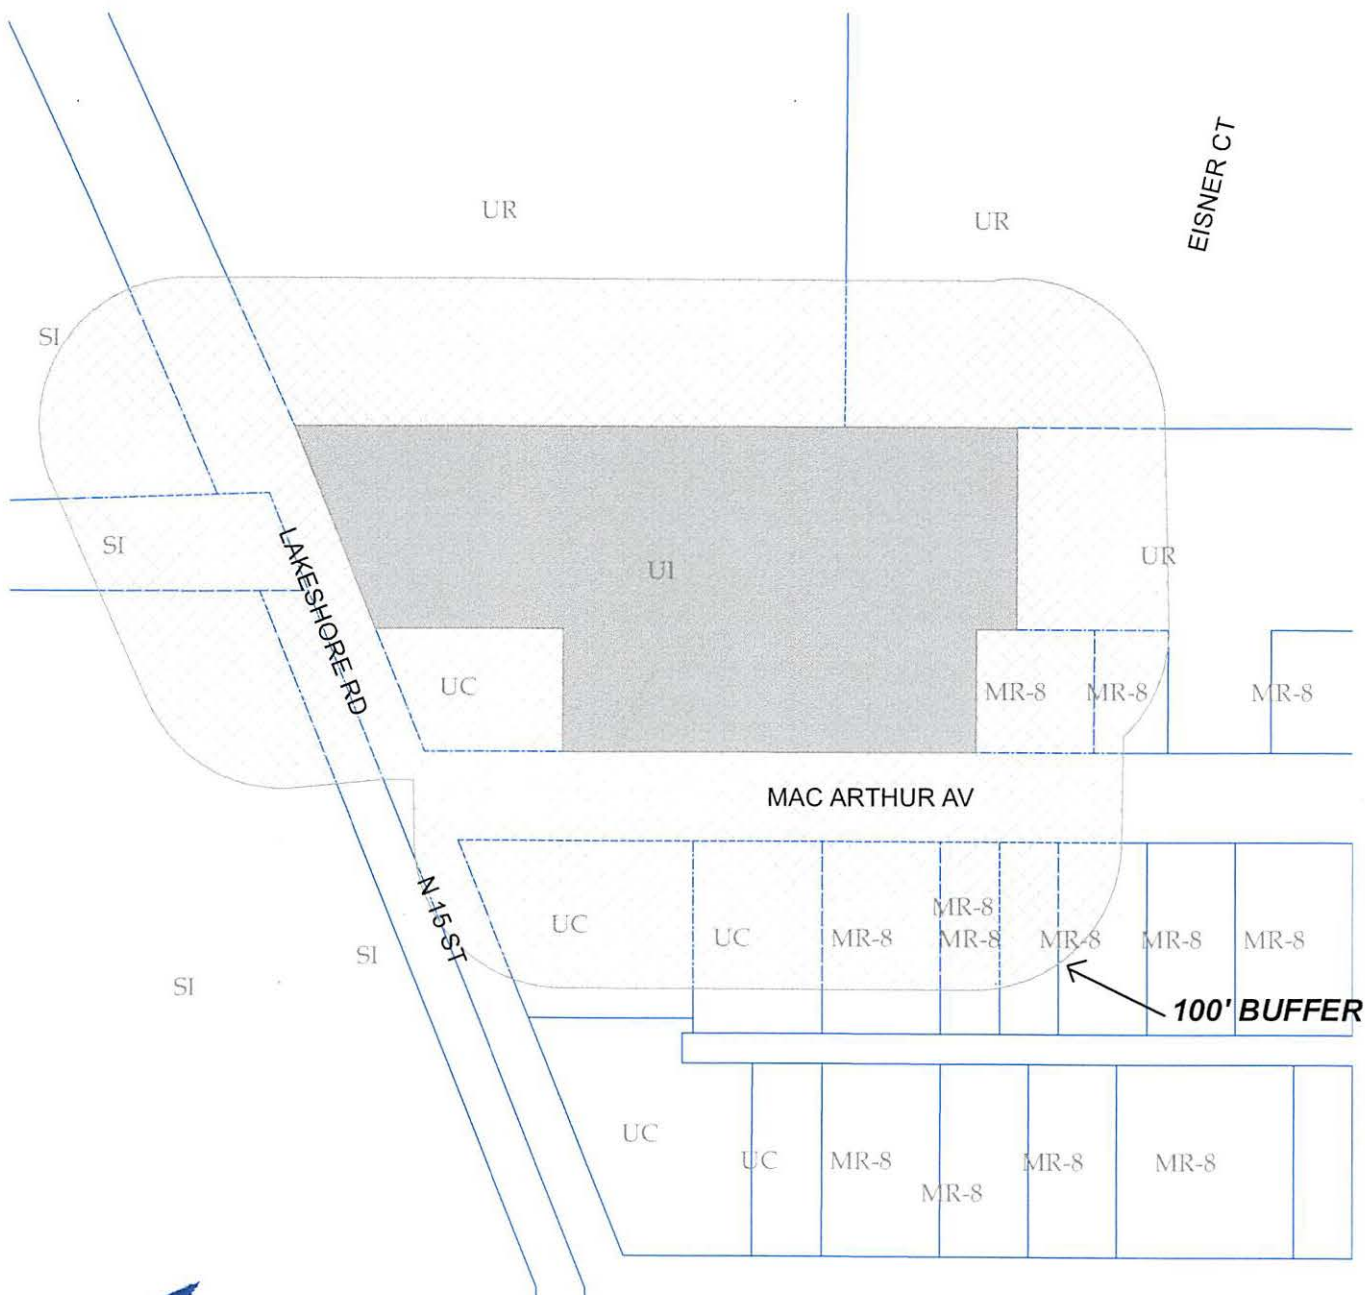 EISNER CT
UR
UR
SI
LAKESHORE RD
SI
UI
UR
UC
MR-8
MR-8
MR-8
MAC ARTHUR AV
N 15 ST
UC
UC
MR-8
MR-8
MR-8
MR-8
MR-8
MR-8
SI
SI
100' BUFFER
UC
UC
MR-8
MR-8
MR-8
MR-8